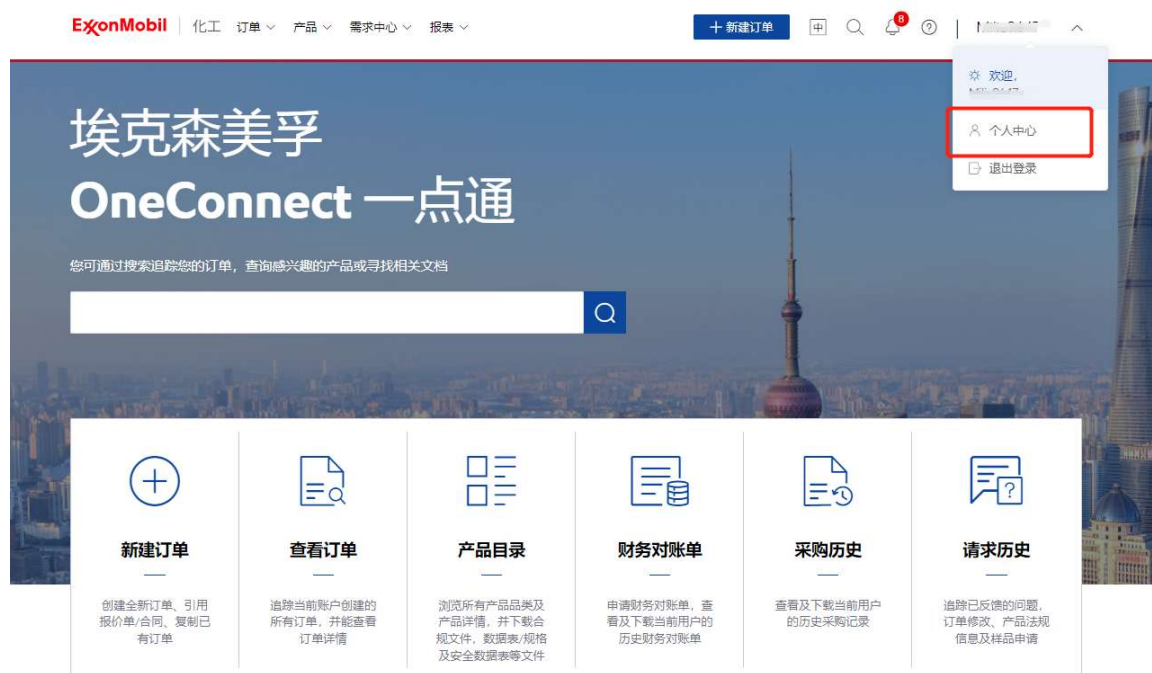 ExxonMobil 化工 订单 产品 需求中心 报表 新建订单 中 8
欢迎,
个人中心
退出登录
埃克森美孚
OneConnect 一点通
您可通过搜索追踪您的订单，查询感兴趣的产品或寻找相关文档
新建订单
创建全新订单、引用
报价单/合同、复制已
有订单
查看订单
追踪当前账户创建的
所有订单，并能查看
订单详情
产品目录
浏览所有产品品类及
产品详情，并下载合
规文件，数据表/规格
及安全数据表等文件
财务对账单
申请财务对账单，查
看及下载当前用户的
历史财务对账单
采购历史
查看及下载当前用户
的历史采购记录
请求历史
追踪已反馈的问题，
订单修改、产品法规
信息及样品申请